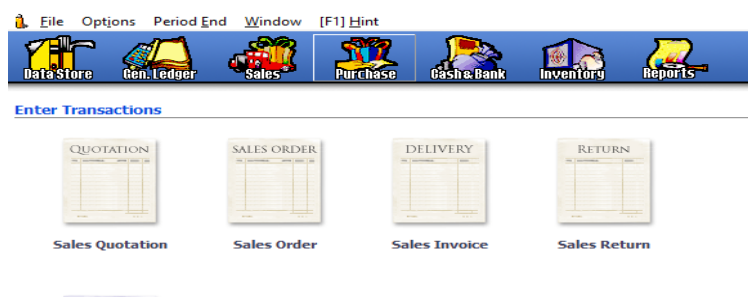 File Options Period End Window [F1] Hint
Data Store Gen. Ledger Sales Purchase Cash & Bank Inventory Reports
Enter Transactions
QUOTATION SALES ORDER DELIVERY RETURN
Sales Quotation Sales Order Sales Invoice Sales Return